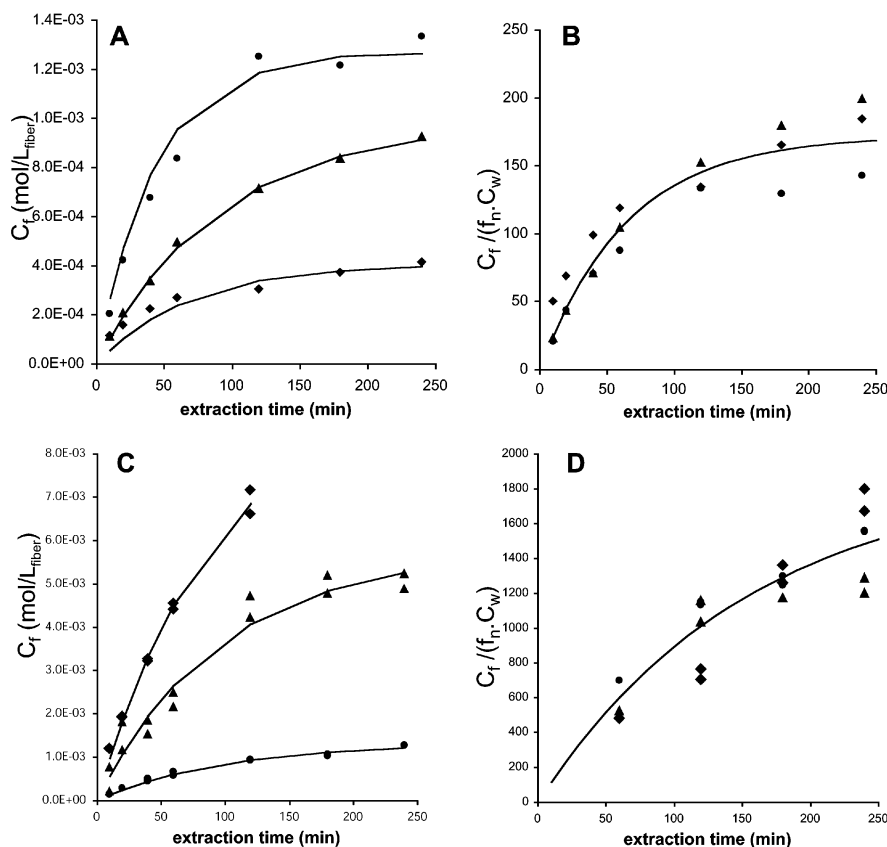 A
C_f (mol/L_fiber)
1.4E-03
1.2E-03
1.0E-03
8.0E-04
6.0E-04
4.0E-04
2.0E-04
0.0E+00
0 50 100 150 200 250
extraction time (min)
B
C_f /(f_n.C_w)
250
200
150
100
50
0
0 50 100 150 200 250
extraction time (min)
C
C_f (mol/L_fiber)
8.0E-03
7.0E-03
6.0E-03
5.0E-03
4.0E-03
3.0E-03
2.0E-03
1.0E-03
0.0E+00
0 50 100 150 200 250
extraction time (min)
D
C_f /(f_n.C_w)
2000
1800
1600
1400
1200
1000
800
600
400
200
0
0 50 100 150 200 250
extraction time (min)